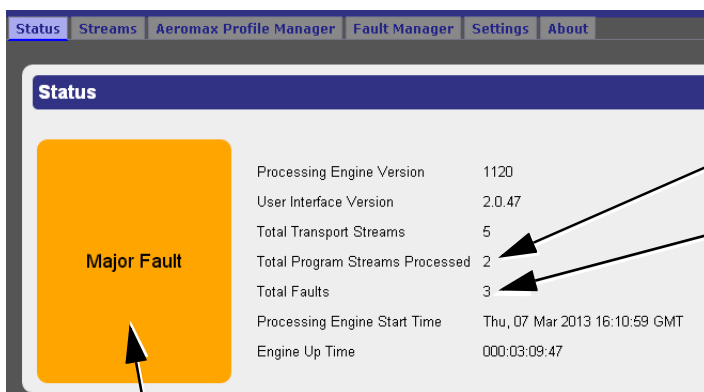 Status Streams Aeromax Profile Manager Fault Manager Settings About
Status
Major Fault
Processing Engine Version 1120
User Interface Version 2.0.47
Total Transport Streams 5
Total Program Streams Processed 2
Total Faults 3
Processing Engine Start Time Thu, 07 Mar 2013 16:10:59 GMT
Engine Up Time 000:03:09:47